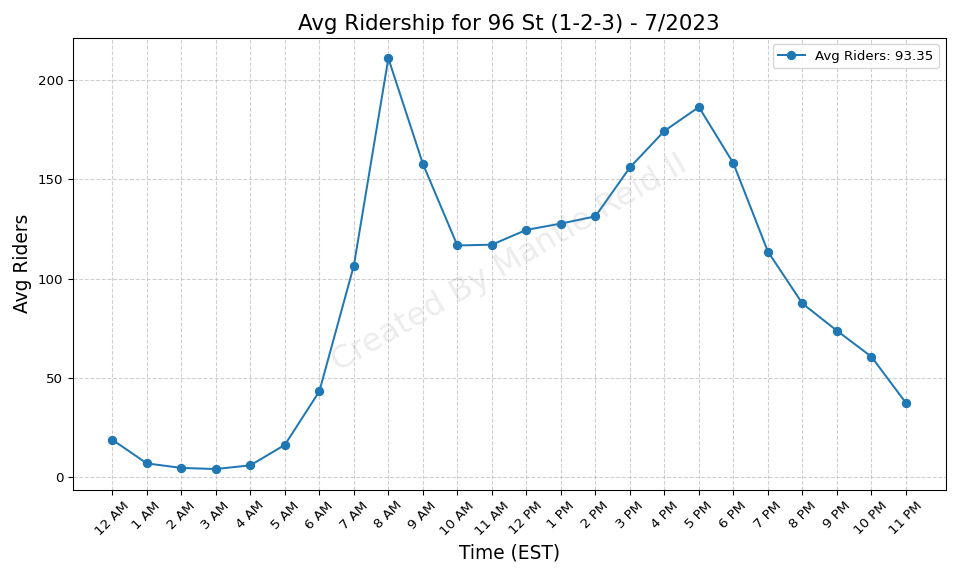 Avg Ridership for 96 St (1-2-3) - 7/2023
Avg Riders: 93.35
Avg Riders
200
150
100
50
0
Created By Mantie Reid II
12 AM
1 AM
2 AM
3 AM
4 AM
5 AM
6 AM
7 AM
8 AM
9 AM
10 AM
11 AM
12 PM
1 PM
2 PM
3 PM
4 PM
5 PM
6 PM
7 PM
8 PM
9 PM
10 PM
11 PM
Time (EST)